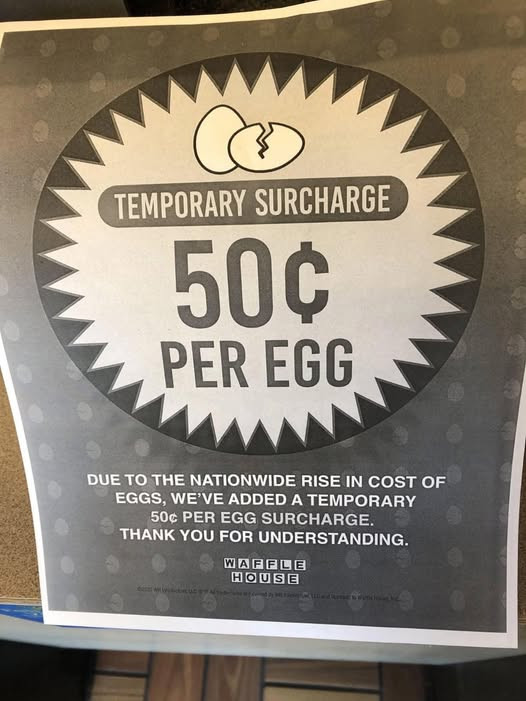 TEMPORARY SURCHARGE
50¢
PER EGG
DUE TO THE NATIONWIDE RISE IN COST OF
EGGS, WE'VE ADDED A TEMPORARY
50¢ PER EGG SURCHARGE.
THANK YOU FOR UNDERSTANDING.
WAFFLE
HOUSE